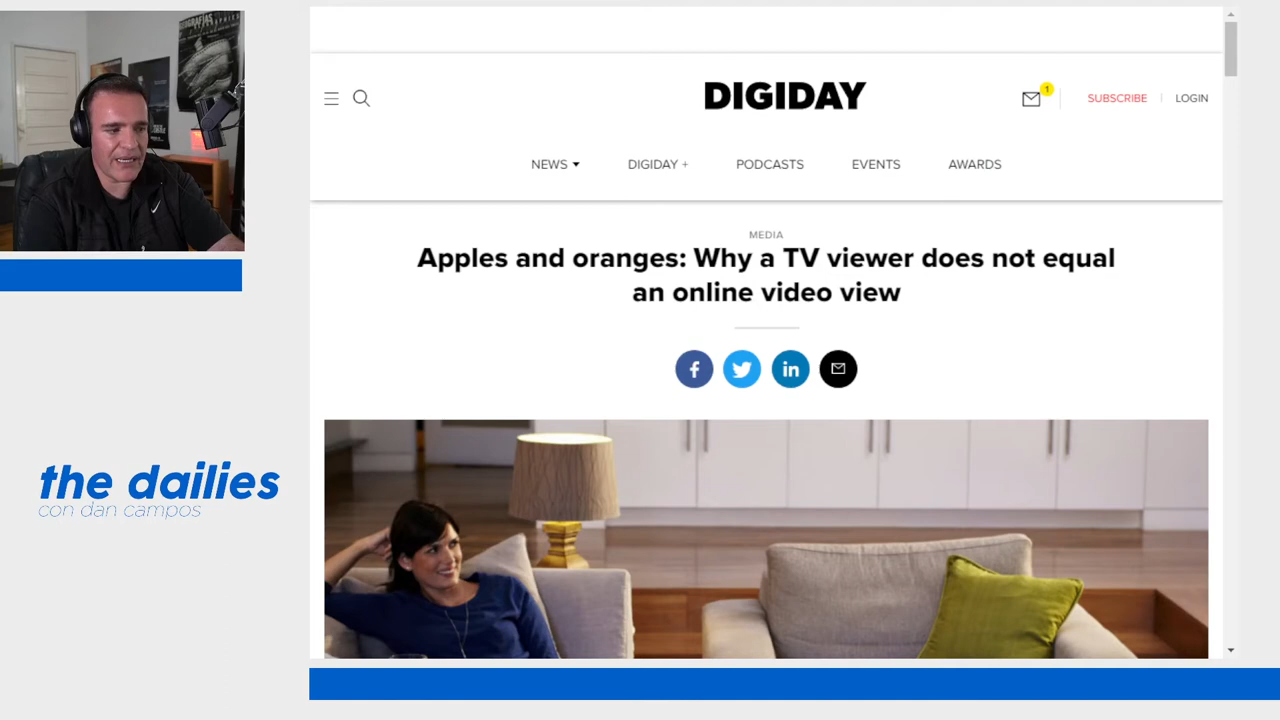 DIGIDAY
1
SUBSCRIBE
LOGIN
NEWS
DIGIDAY +
PODCASTS
EVENTS
AWARDS
MEDIA
Apples and oranges: Why a TV viewer does not equal
an online video view
the dailies
con dan campos